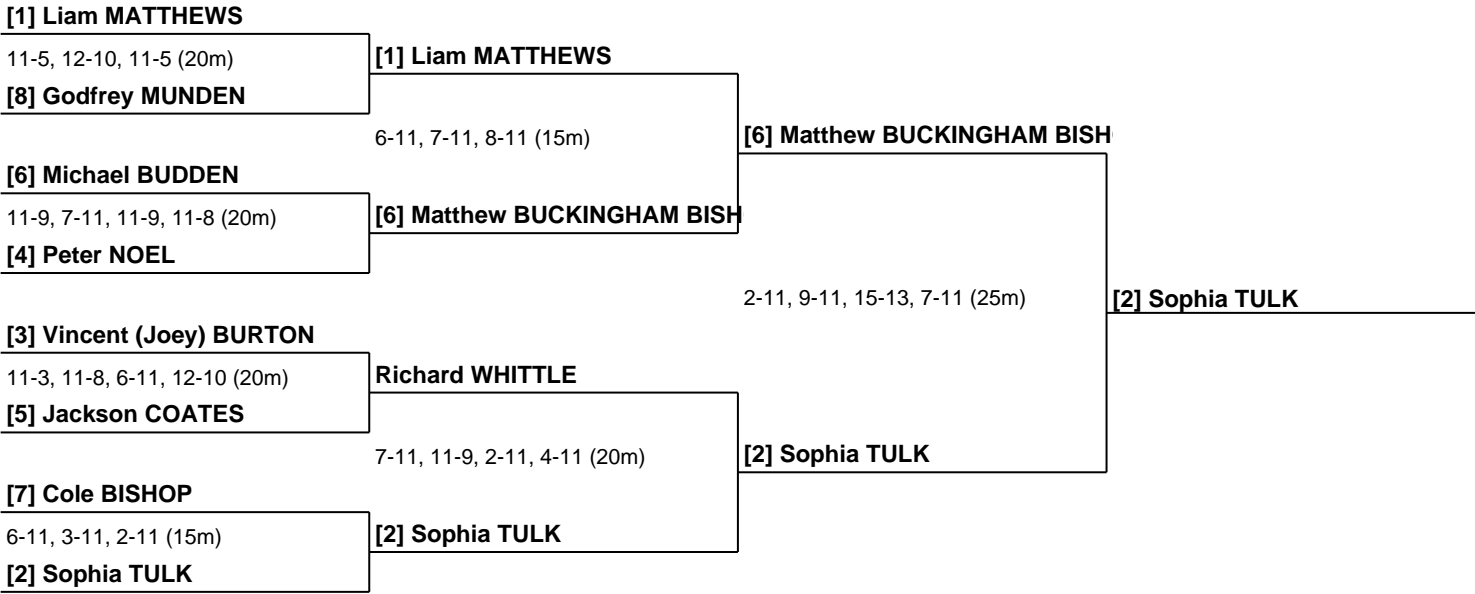 [1] Liam MATTHEWS
11-5, 12-10, 11-5 (20m)
[8] Godfrey MUNDEN
[6] Michael BUDDEN
11-9, 7-11, 11-9, 11-8 (20m)
[4] Peter NOEL
[3] Vincent (Joey) BURTON
11-3, 11-8, 6-11, 12-10 (20m)
[5] Jackson COATES
[7] Cole BISHOP
6-11, 3-11, 2-11 (15m)
[2] Sophia TULK
[1] Liam MATTHEWS
6-11, 7-11, 8-11 (15m)
[6] Matthew BUCKINGHAM BISH
Richard WHITTLE
7-11, 11-9, 2-11, 4-11 (20m)
[2] Sophia TULK
[6] Matthew BUCKINGHAM BISH
2-11, 9-11, 15-13, 7-11 (25m)
[2] Sophia TULK
[2] Sophia TULK